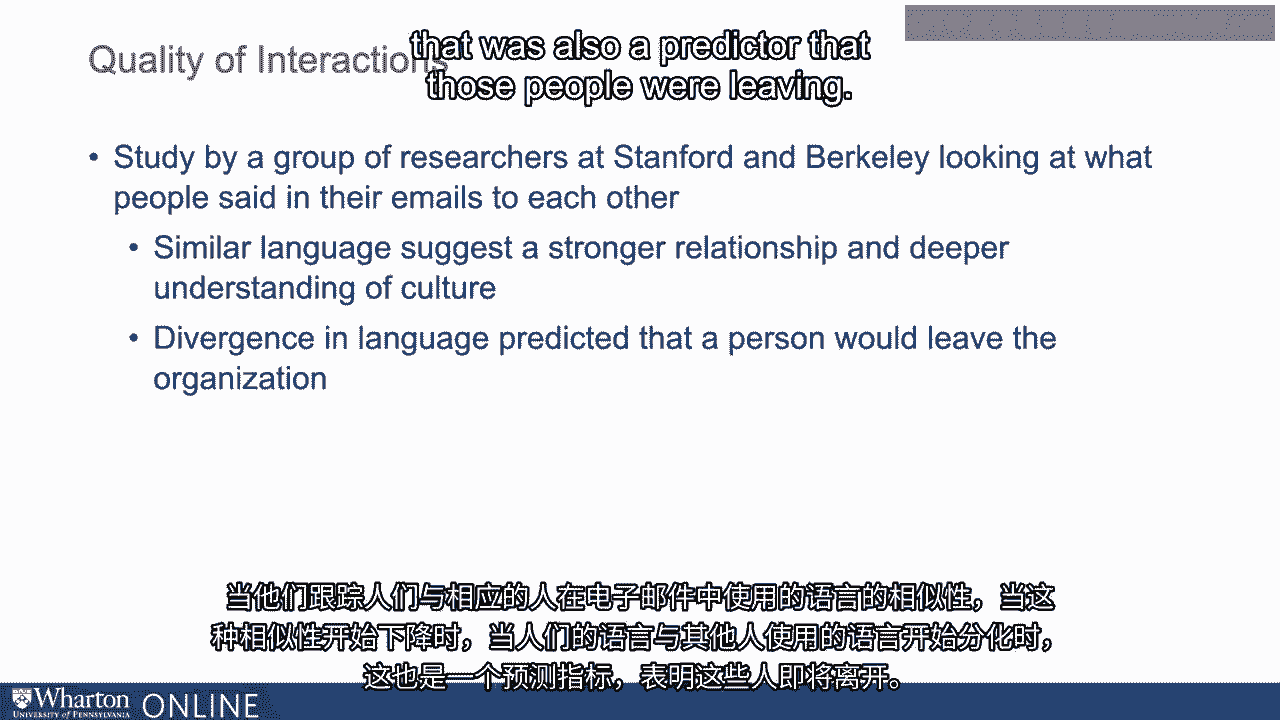 that was also a predictor that
those people were leaving.
Quality of Interactions
• Study by a group of researchers at Stanford and Berkeley looking at what
people said in their emails to each other
• Similar language suggest a stronger relationship and deeper
understanding of culture
• Divergence in language predicted that a person would leave the
organization
当他们跟踪人们与相应的人在电子邮件中使用的语言的相似性，当这
种相似性开始下降时，当人们的语言与其他人使用的语言开始分化时，
这也是一个预测指标，表明这些人即将离开。
Wharton
UNIVERSITY of PENNSYLVANIA
ONLINE